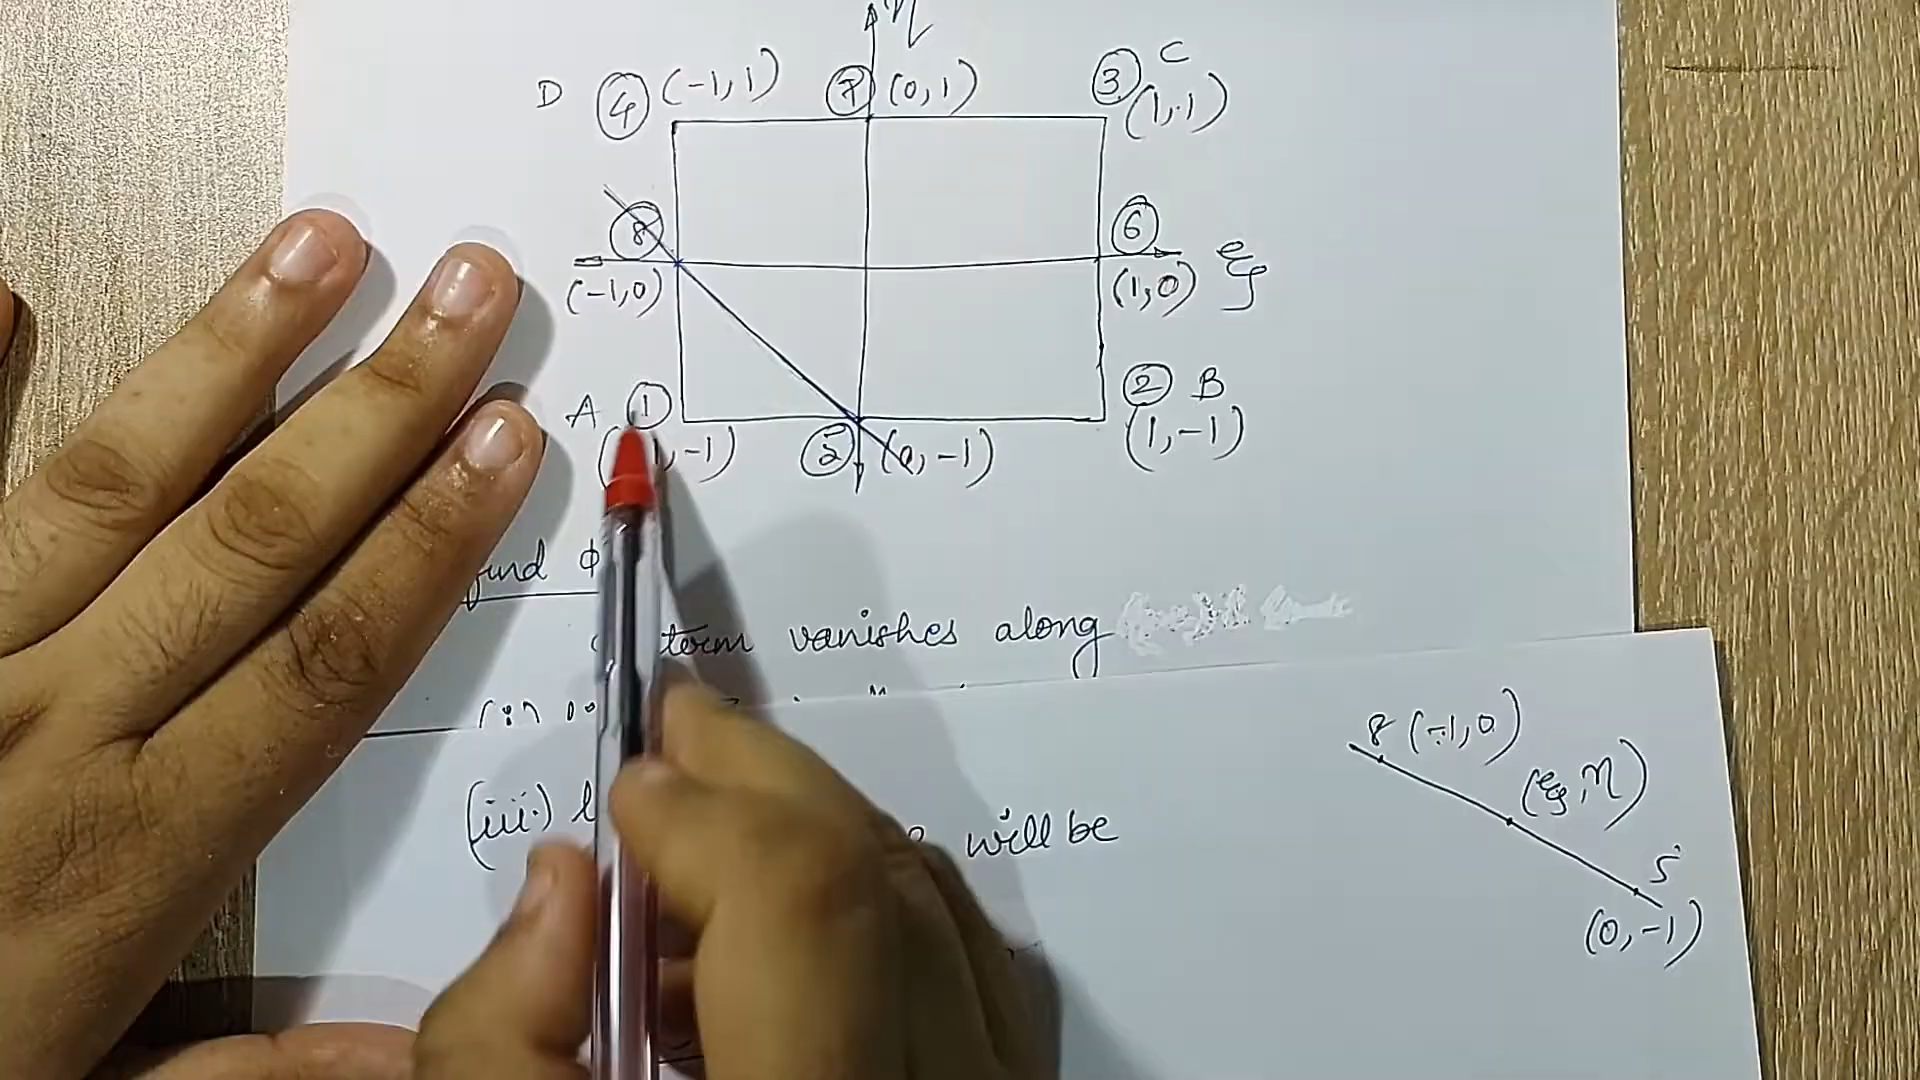 η
D ④ (-1, 1) ⑦ (0, 1) ③ C
(1, 1)
⑧ ⑥
(-1, 0) (1, 0) ξ
A ① ② B
, -1) ⑤ (0, -1) (1, -1)
find ϕ
term vanishes along
8 (-1, 0)
(ξ, η)
(iii) will be
5
(0, -1)